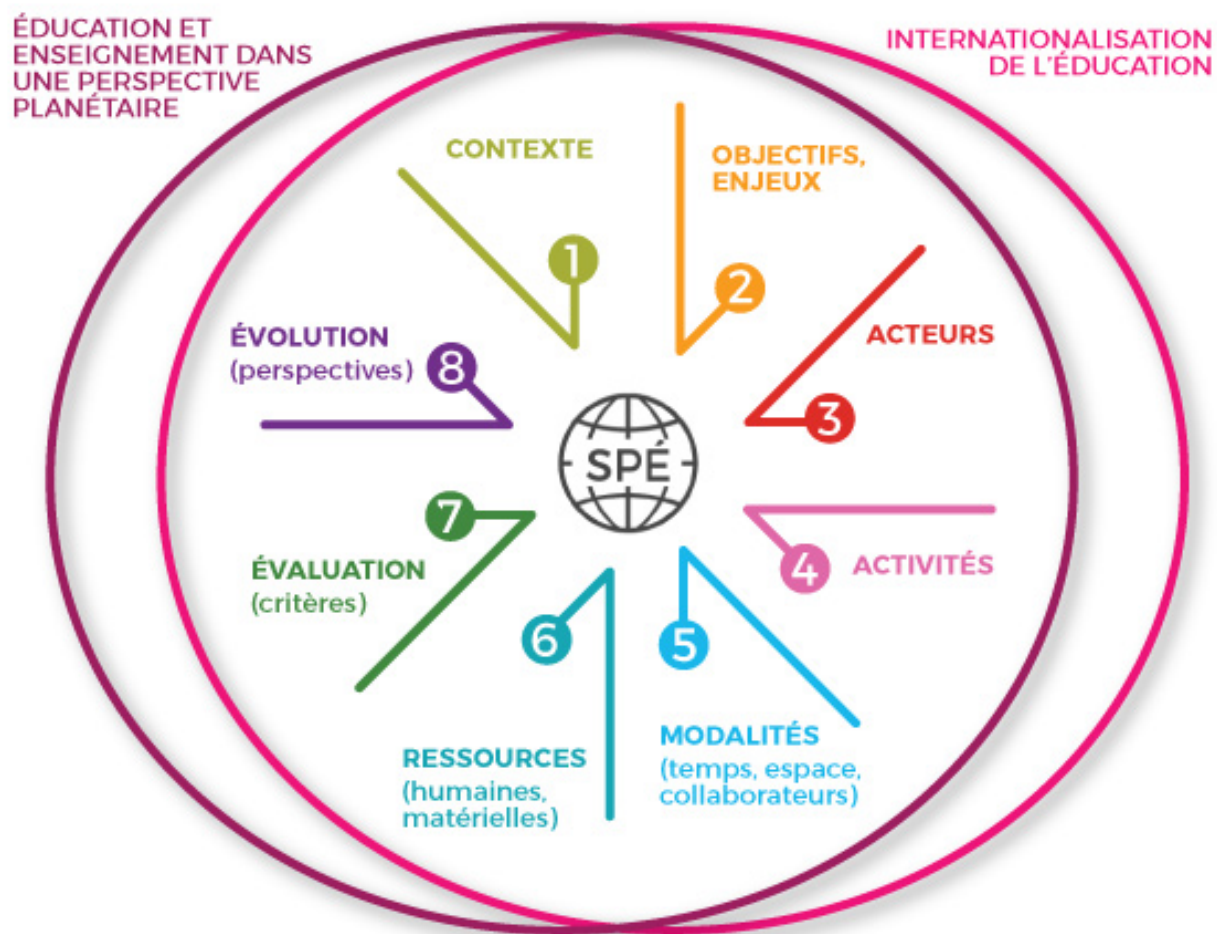 ÉDUCATION ET
ENSEIGNEMENT DANS
UNE PERSPECTIVE
PLANÉTAIRE
INTERNATIONALISATION
DE L'ÉDUCATION
CONTEXTE
1
OBJECTIFS,
ENJEUX
2
ACTEURS
3
ACTIVITÉS
4
MODALITÉS
(temps, espace,
collaborateurs)
5
RESSOURCES
(humaines,
matérielles)
6
ÉVALUATION
(critères)
7
ÉVOLUTION
(perspectives)
8
SPÉ